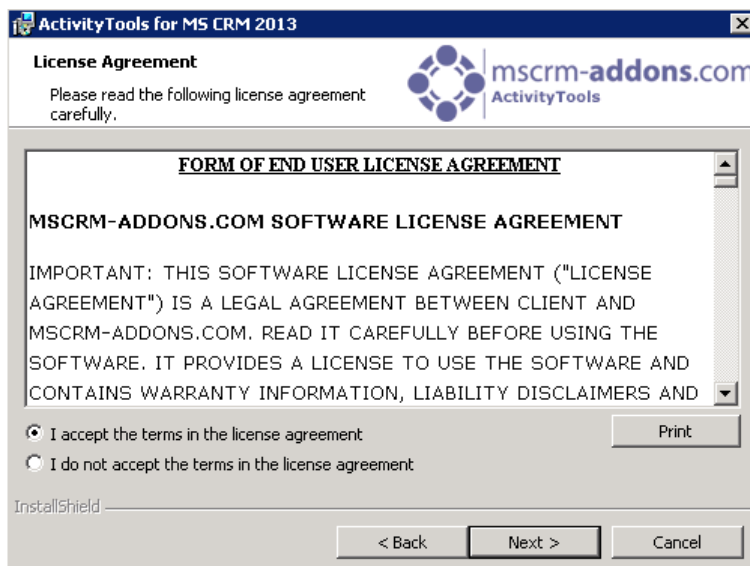 ActivityTools for MS CRM 2013
License Agreement
Please read the following license agreement
carefully.
mscrm-addons.com
ActivityTools
FORM OF END USER LICENSE AGREEMENT
MSCRM-ADDONS.COM SOFTWARE LICENSE AGREEMENT
IMPORTANT: THIS SOFTWARE LICENSE AGREEMENT ("LICENSE
AGREEMENT") IS A LEGAL AGREEMENT BETWEEN CLIENT AND
MSCRM-ADDONS.COM. READ IT CAREFULLY BEFORE USING THE
SOFTWARE. IT PROVIDES A LICENSE TO USE THE SOFTWARE AND
CONTAINS WARRANTY INFORMATION, LIABILITY DISCLAIMERS AND
I accept the terms in the license agreement
Print
I do not accept the terms in the license agreement
InstallShield
< Back
Next >
Cancel